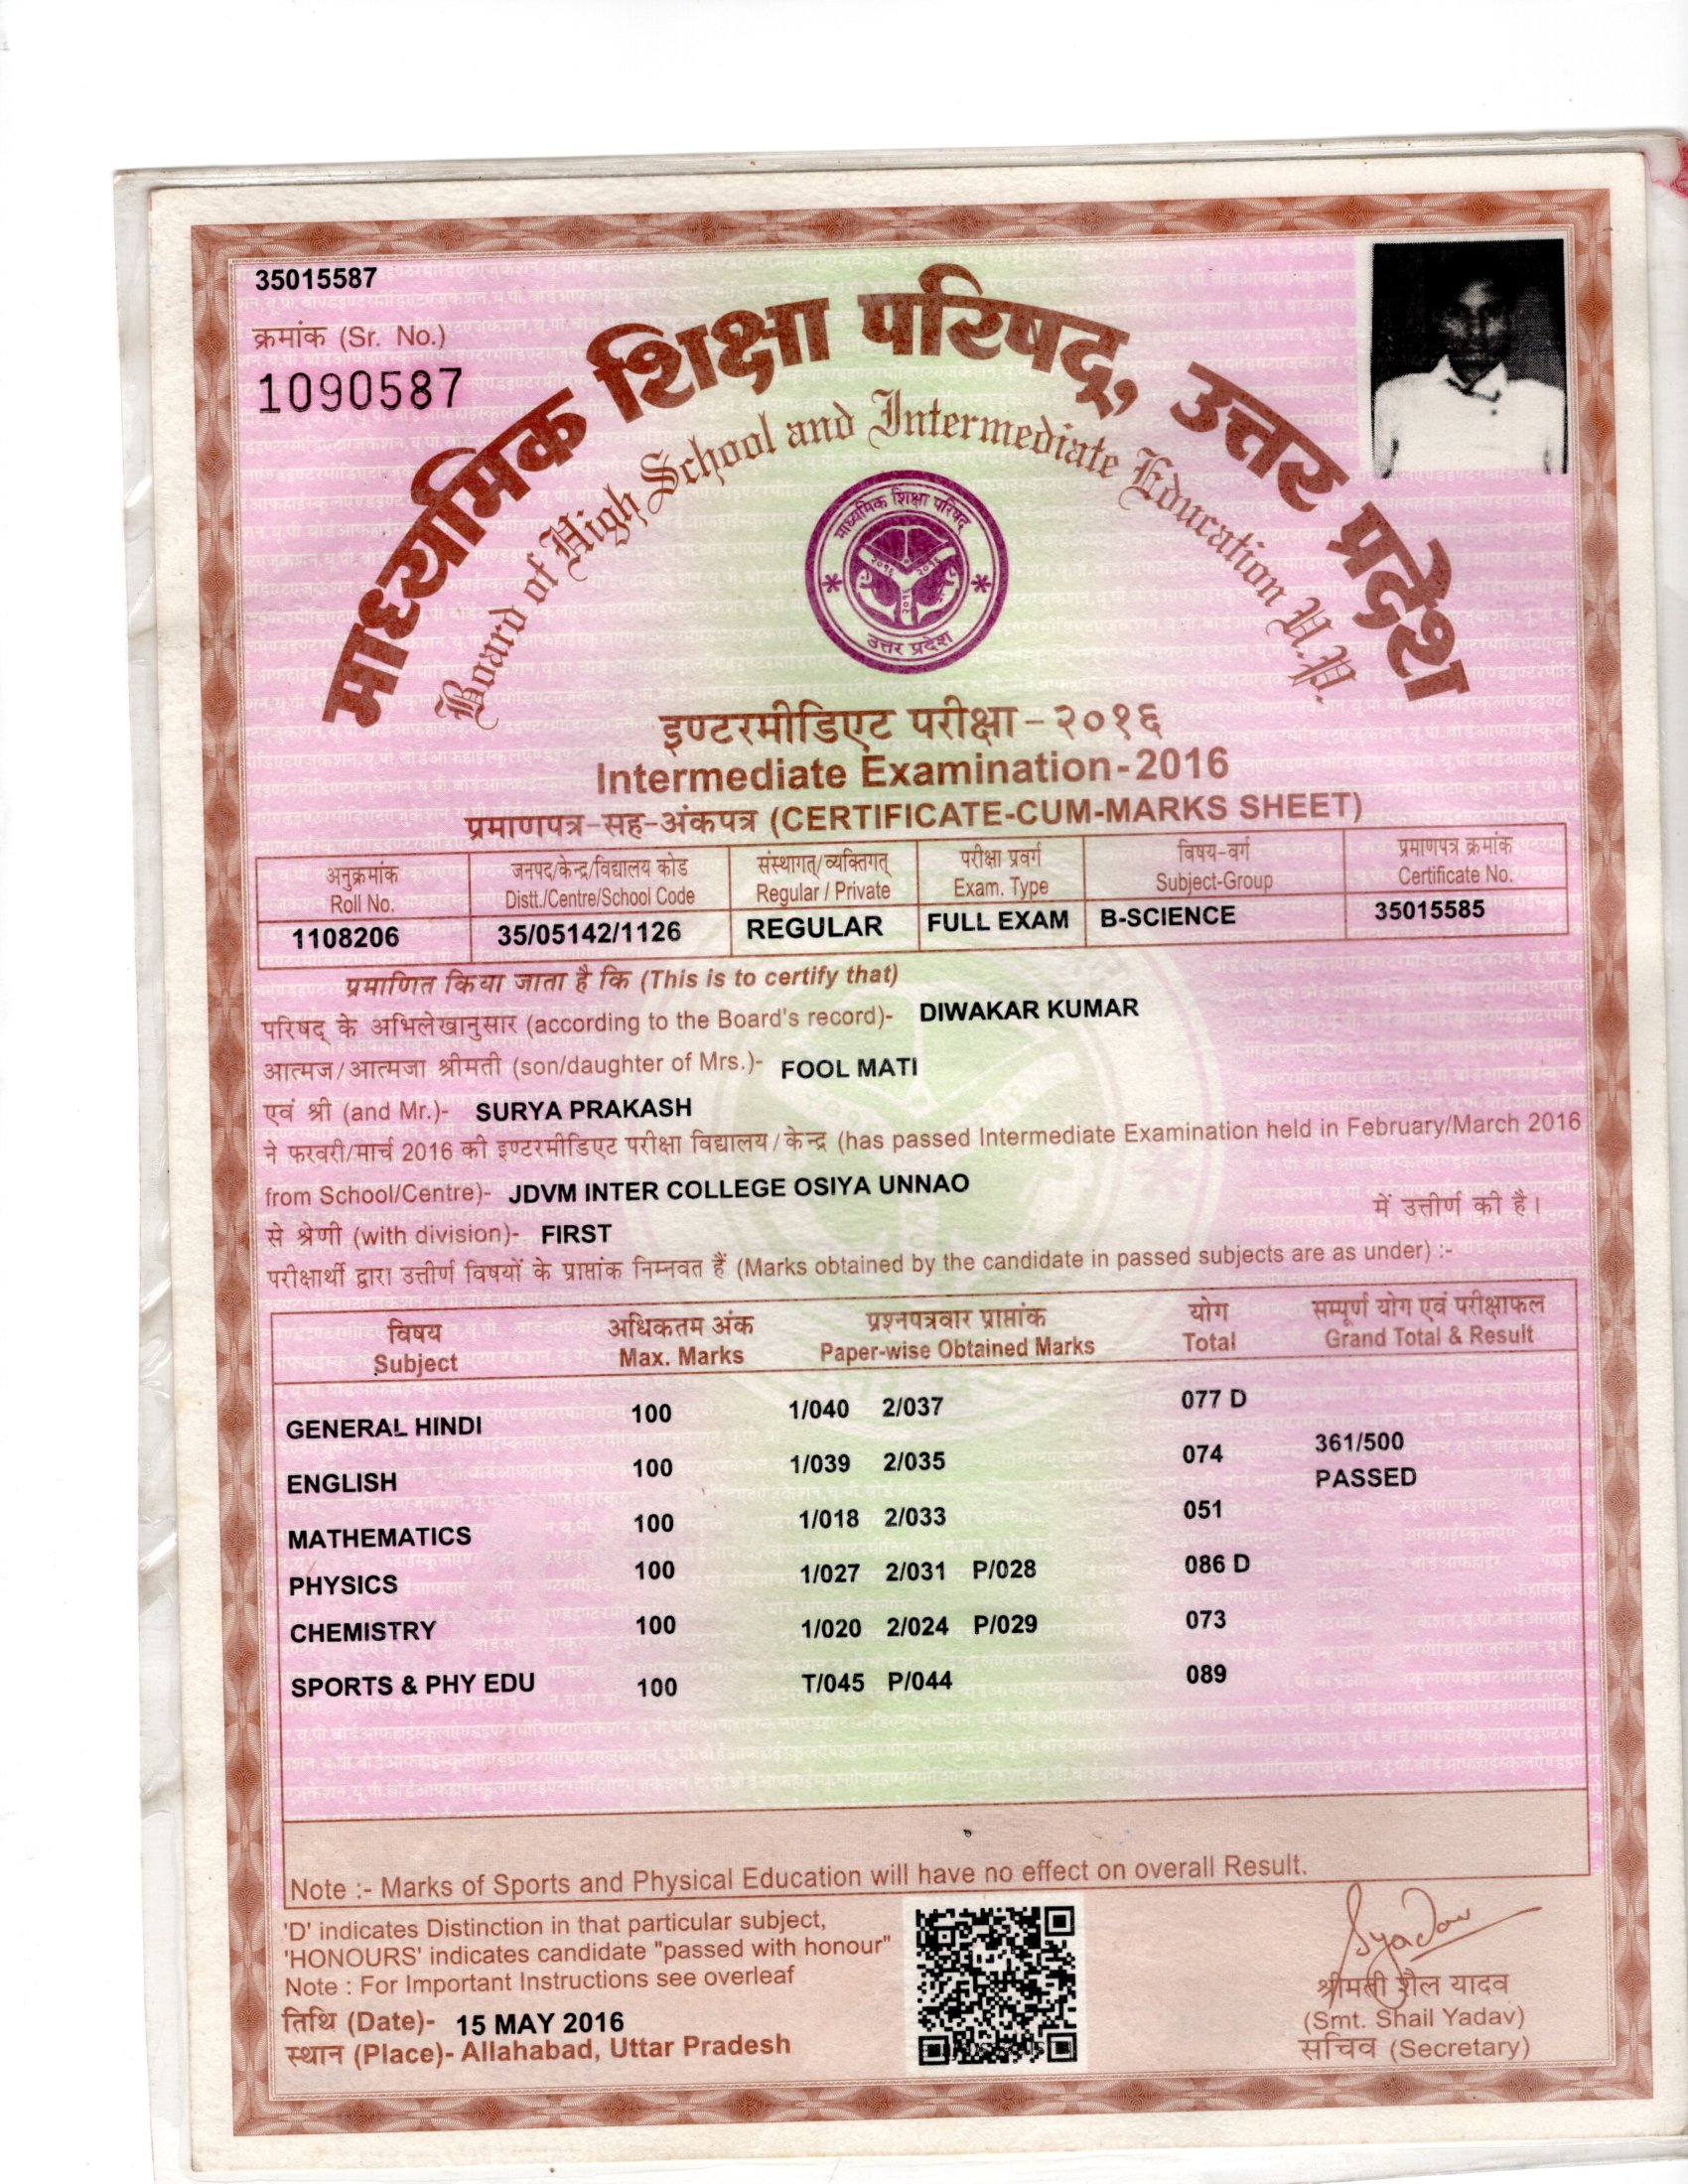 35015587
क्रमांक (Sr. No.)
1090587
माध्यमिक शिक्षा परिषद्, उत्तर प्रदेश
Board of High School and Intermediate Education U.P.
माध्यमिक शिक्षा परिषद
२०१६ २०१६
२०१६
उत्तर प्रदेश
इण्टरमीडिएट परीक्षा - २०१६
Intermediate Examination - 2016
प्रमाणपत्र-सह-अंकपत्र (CERTIFICATE-CUM-MARKS SHEET)
अनुक्रमांक जनपद/केन्द्र/विद्यालय कोड संस्थागत्/व्यक्तिगत् परीक्षा प्रवर्ग विषय-वर्ग प्रमाणपत्र क्रमांक
Roll No. Distt./Centre/School Code Regular / Private Exam. Type Subject-Group Certificate No.
1108206 35/05142/1126 REGULAR FULL EXAM B-SCIENCE 35015585
प्रमाणित किया जाता है कि (This is to certify that)
परिषद् के अभिलेखानुसार (according to the Board's record)- DIWAKAR KUMAR
आत्मज/आत्मजा श्रीमती (son/daughter of Mrs.)- FOOL MATI
एवं श्री (and Mr.)- SURYA PRAKASH
ने फरवरी/मार्च 2016 की इण्टरमीडिएट परीक्षा विद्यालय/केन्द्र (has passed Intermediate Examination held in February/March 2016
from School/Centre)- JDVM INTER COLLEGE OSIYA UNNAO
में उत्तीर्ण की है।
से श्रेणी (with division)- FIRST
परीक्षार्थी द्वारा उत्तीर्ण विषयों के प्राप्तांक निम्नवत हैं (Marks obtained by the candidate in passed subjects are as under) :-
विषय अधिकतम अंक प्रश्नपत्रवार प्राप्तांक योग सम्पूर्ण योग एवं परीक्षाफल
Subject Max. Marks Paper-wise Obtained Marks Total Grand Total & Result
GENERAL HINDI 100 1/040 2/037 077 D
361/500
ENGLISH 100 1/039 2/035 074
PASSED
MATHEMATICS 100 1/018 2/033 051
PHYSICS 100 1/027 2/031 P/028 086 D
CHEMISTRY 100 1/020 2/024 P/029 073
SPORTS & PHY EDU 100 T/045 P/044 089
Note :- Marks of Sports and Physical Education will have no effect on overall Result.
'D' indicates Distinction in that particular subject,
'HONOURS' indicates candidate "passed with honour"
Note : For Important Instructions see overleaf
तिथि (Date)- 15 MAY 2016
स्थान (Place)- Allahabad, Uttar Pradesh
Syadav
श्रीमती शैल यादव
(Smt. Shail Yadav)
सचिव (Secretary)